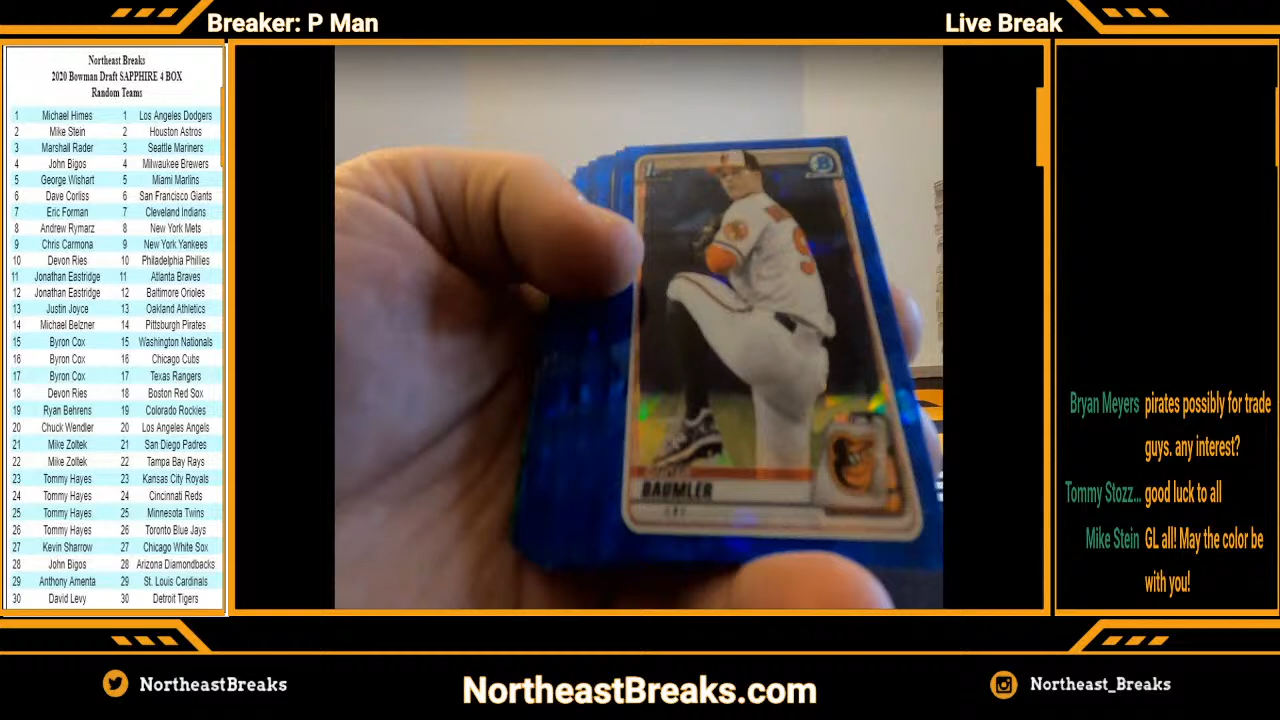 Breaker: P Man
Live Break
Northeast Breaks
2020 Bowman Draft SAPPHIRE 4 BOX
Random Teams
1 Michael Himes 1 Los Angeles Dodgers
2 Mike Stein 2 Houston Astros
3 Marshall Rader 3 Seattle Mariners
4 John Bigos 4 Milwaukee Brewers
5 George Wishart 5 Miami Marlins
6 Dave Corliss 6 San Francisco Giants
7 Eric Forman 7 Cleveland Indians
8 Andrew Rymarz 8 New York Mets
9 Chris Carmona 9 New York Yankees
10 Devon Ries 10 Philadelphia Phillies
11 Jonathan Eastridge 11 Atlanta Braves
12 Jonathan Eastridge 12 Baltimore Orioles
13 Justin Joyce 13 Oakland Athletics
14 Michael Belzner 14 Pittsburgh Pirates
15 Byron Cox 15 Washington Nationals
16 Byron Cox 16 Chicago Cubs
17 Byron Cox 17 Texas Rangers
18 Devon Ries 18 Boston Red Sox
19 Ryan Behrens 19 Colorado Rockies
20 Chuck Wendler 20 Los Angeles Angels
21 Mike Zoltek 21 San Diego Padres
22 Mike Zoltek 22 Tampa Bay Rays
23 Tommy Hayes 23 Kansas City Royals
24 Tommy Hayes 24 Cincinnati Reds
25 Tommy Hayes 25 Minnesota Twins
26 Tommy Hayes 26 Toronto Blue Jays
27 Kevin Sharrow 27 Chicago White Sox
28 John Bigos 28 Arizona Diamondbacks
29 Anthony Amenta 29 St. Louis Cardinals
30 David Levy 30 Detroit Tigers
1st
B
BAUMLER
Bryan Meyers pirates possibly for trade
guys. any interest?
Tommy Stozz... good luck to all
Mike Stein GL all! May the color be
with you!
NortheastBreaks
NortheastBreaks.com
Northeast_Breaks